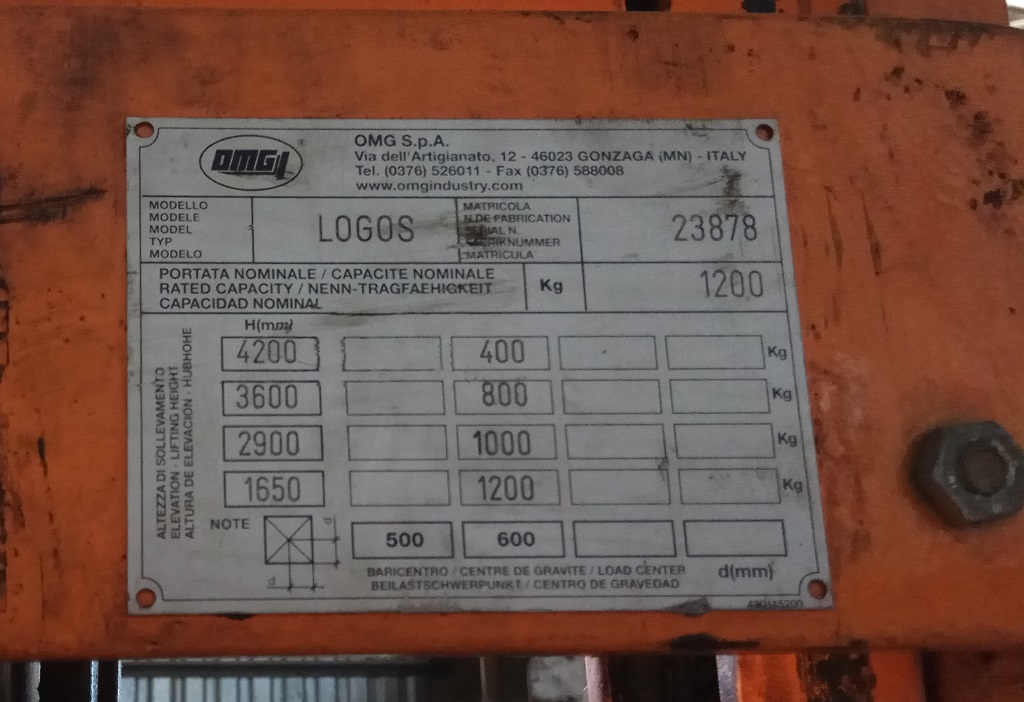 OMG
OMG S.p.A.
Via dell'Artigianato, 12 - 46023 GONZAGA (MN) - ITALY
Tel. (0376) 526011 - Fax (0376) 588008
www.omgindustry.com
MODELLO
MODELE
MODEL
TYP
MODELO
LOGOS
MATRICOLA
N.DE FABRICATION
SERIAL N.
MATRICULA
23878
PORTATA NOMINALE / CAPACITE NOMINALE
RATED CAPACITY / NENN-TRAGFAEHIGKEIT
CAPACIDAD NOMINAL
Kg
1200
ALTEZZA DI SOLLEVAMENTO
ELEVATION - LIFTING HEIGHT
ALTURA DE ELEVACION - HUBHOHE
H(mm)
4200 400 Kg
3600 800 Kg
2900 1000 Kg
1650 1200 Kg
NOTE
d
d
500 600
BARICENTRO / CENTRE DE GRAVITE / LOAD CENTER
BEILASTSCHWERPUNKT / CENTRO DE GRAVEDAD
d(mm)